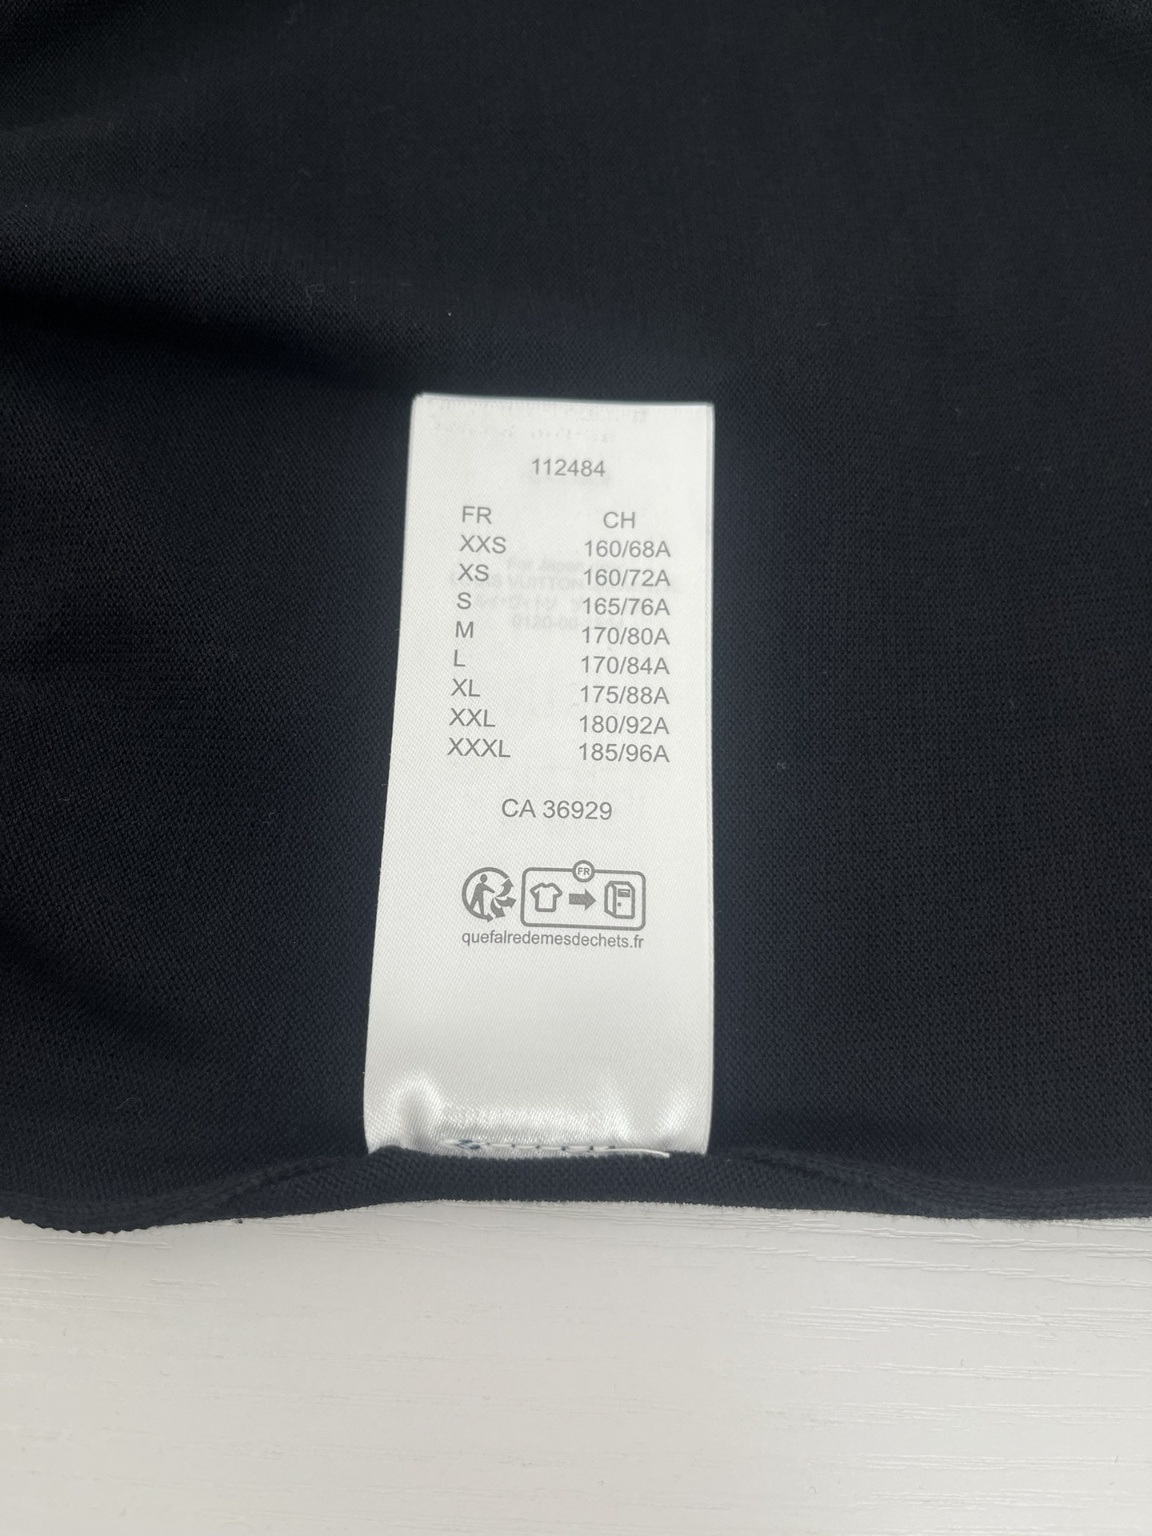 112484
FR CH
XXS 160/68A
XS 160/72A
S 165/76A
M 170/80A
L 170/84A
XL 175/88A
XXL 180/92A
XXXL 185/96A
CA 36929
FR
quefairedemesdechets.fr